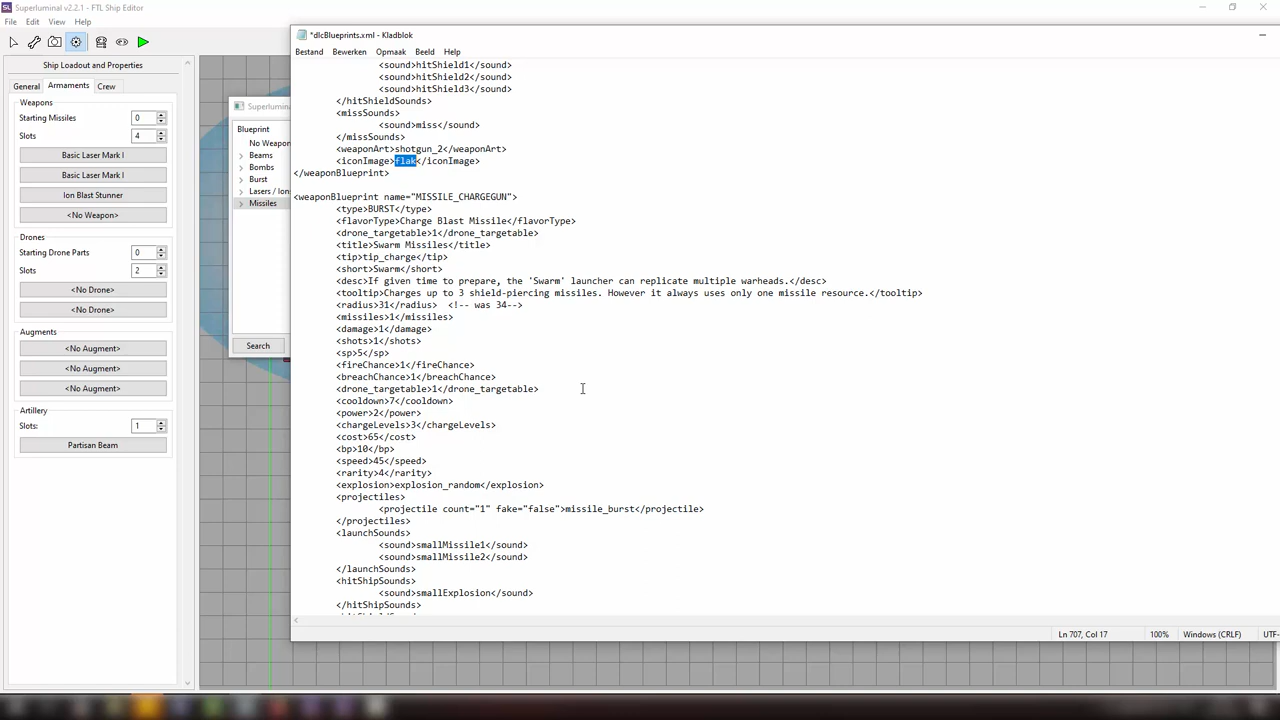 Superluminal v2.2.1 - FTL Ship Editor
File Edit View Help
Ship Loadout and Properties
General Armaments Crew
Weapons
Starting Missiles 0
Slots 4
Basic Laser Mark I
Basic Laser Mark I
Ion Blast Stunner
<No Weapon>
Drones
Starting Drone Parts 0
Slots 2
<No Drone>
<No Drone>
Augments
<No Augment>
<No Augment>
<No Augment>
Artillery
Slots: 1
Partisan Beam
Blueprint
No Weapon
Beams
Bombs
Burst
Missiles
Search
*dlcBlueprints.xml - Kladblok
Bestand Bewerken Opmaak Beeld Help
<sound>hitShield1</sound>
<sound>hitShield2</sound>
<sound>hitShield3</sound>
</hitShieldSounds>
<missSounds>
<sound>miss</sound>
</missSounds>
<weaponArt>shotgun_2</weaponArt>
<iconImage>flak</iconImage>
</weaponBlueprint>
<weaponBlueprint name="MISSILE_CHARGEGUN">
<type>BURST</type>
<flavorType>Charge Blast Missile</flavorType>
<drone_targetable>1</drone_targetable>
<title>Swarm Missiles</title>
<tip>tip_charge</tip>
<short>Swarm</short>
<desc>If given time to prepare, the 'Swarm' launcher can replicate multiple warheads.</desc>
<tooltip>Charges up to 3 shield-piercing missiles. However it always uses only one missile resource.</tooltip>
<radius>31</radius> <!-- was 34-->
<missiles>1</missiles>
<damage>1</damage>
<shots>1</shots>
<sp>5</sp>
<fireChance>1</fireChance>
<breachChance>1</breachChance>
<drone_targetable>1</drone_targetable>
<cooldown>7</cooldown>
<power>2</power>
<chargeLevels>3</chargeLevels>
<cost>65</cost>
<bp>10</bp>
<speed>45</speed>
<rarity>4</rarity>
<explosion>explosion_random</explosion>
<projectiles>
<projectile count="1" fake="false">missile_burst</projectile>
</projectiles>
<launchSounds>
<sound>smallMissile1</sound>
<sound>smallMissile2</sound>
</launchSounds>
<hitShipSounds>
<sound>smallExplosion</sound>
</hitShipSounds>
Ln 707, Col 17 100% Windows (CRLF) UTF-